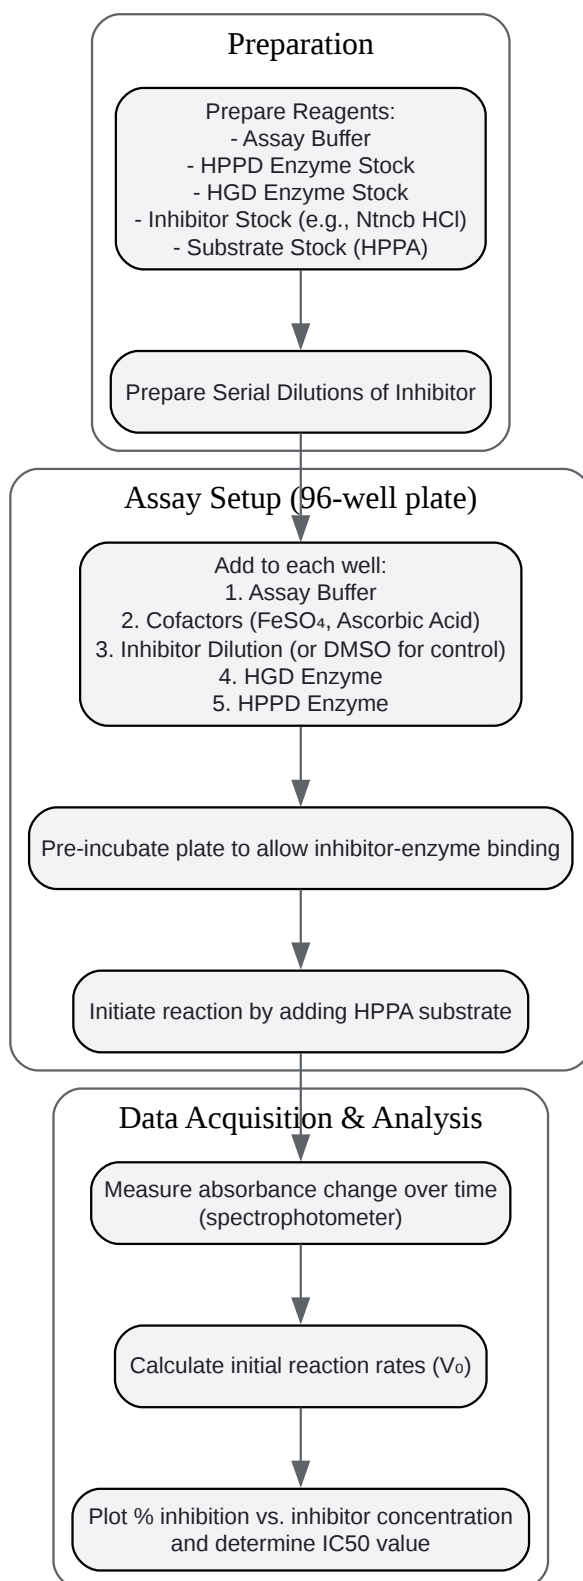 Preparation
Prepare Reagents:
- Assay Buffer
- HPPD Enzyme Stock
- HGD Enzyme Stock
- Inhibitor Stock (e.g., Ntncb HCl)
- Substrate Stock (HPPA)
Prepare Serial Dilutions of Inhibitor
Assay Setup (96-well plate)
Add to each well:
1. Assay Buffer
2. Cofactors (FeSO₄, Ascorbic Acid)
3. Inhibitor Dilution (or DMSO for control)
4. HGD Enzyme
5. HPPD Enzyme
Pre-incubate plate to allow inhibitor-enzyme binding
Initiate reaction by adding HPPA substrate
Data Acquisition & Analysis
Measure absorbance change over time
(spectrophotometer)
Calculate initial reaction rates (V₀)
Plot % inhibition vs. inhibitor concentration
and determine IC50 value